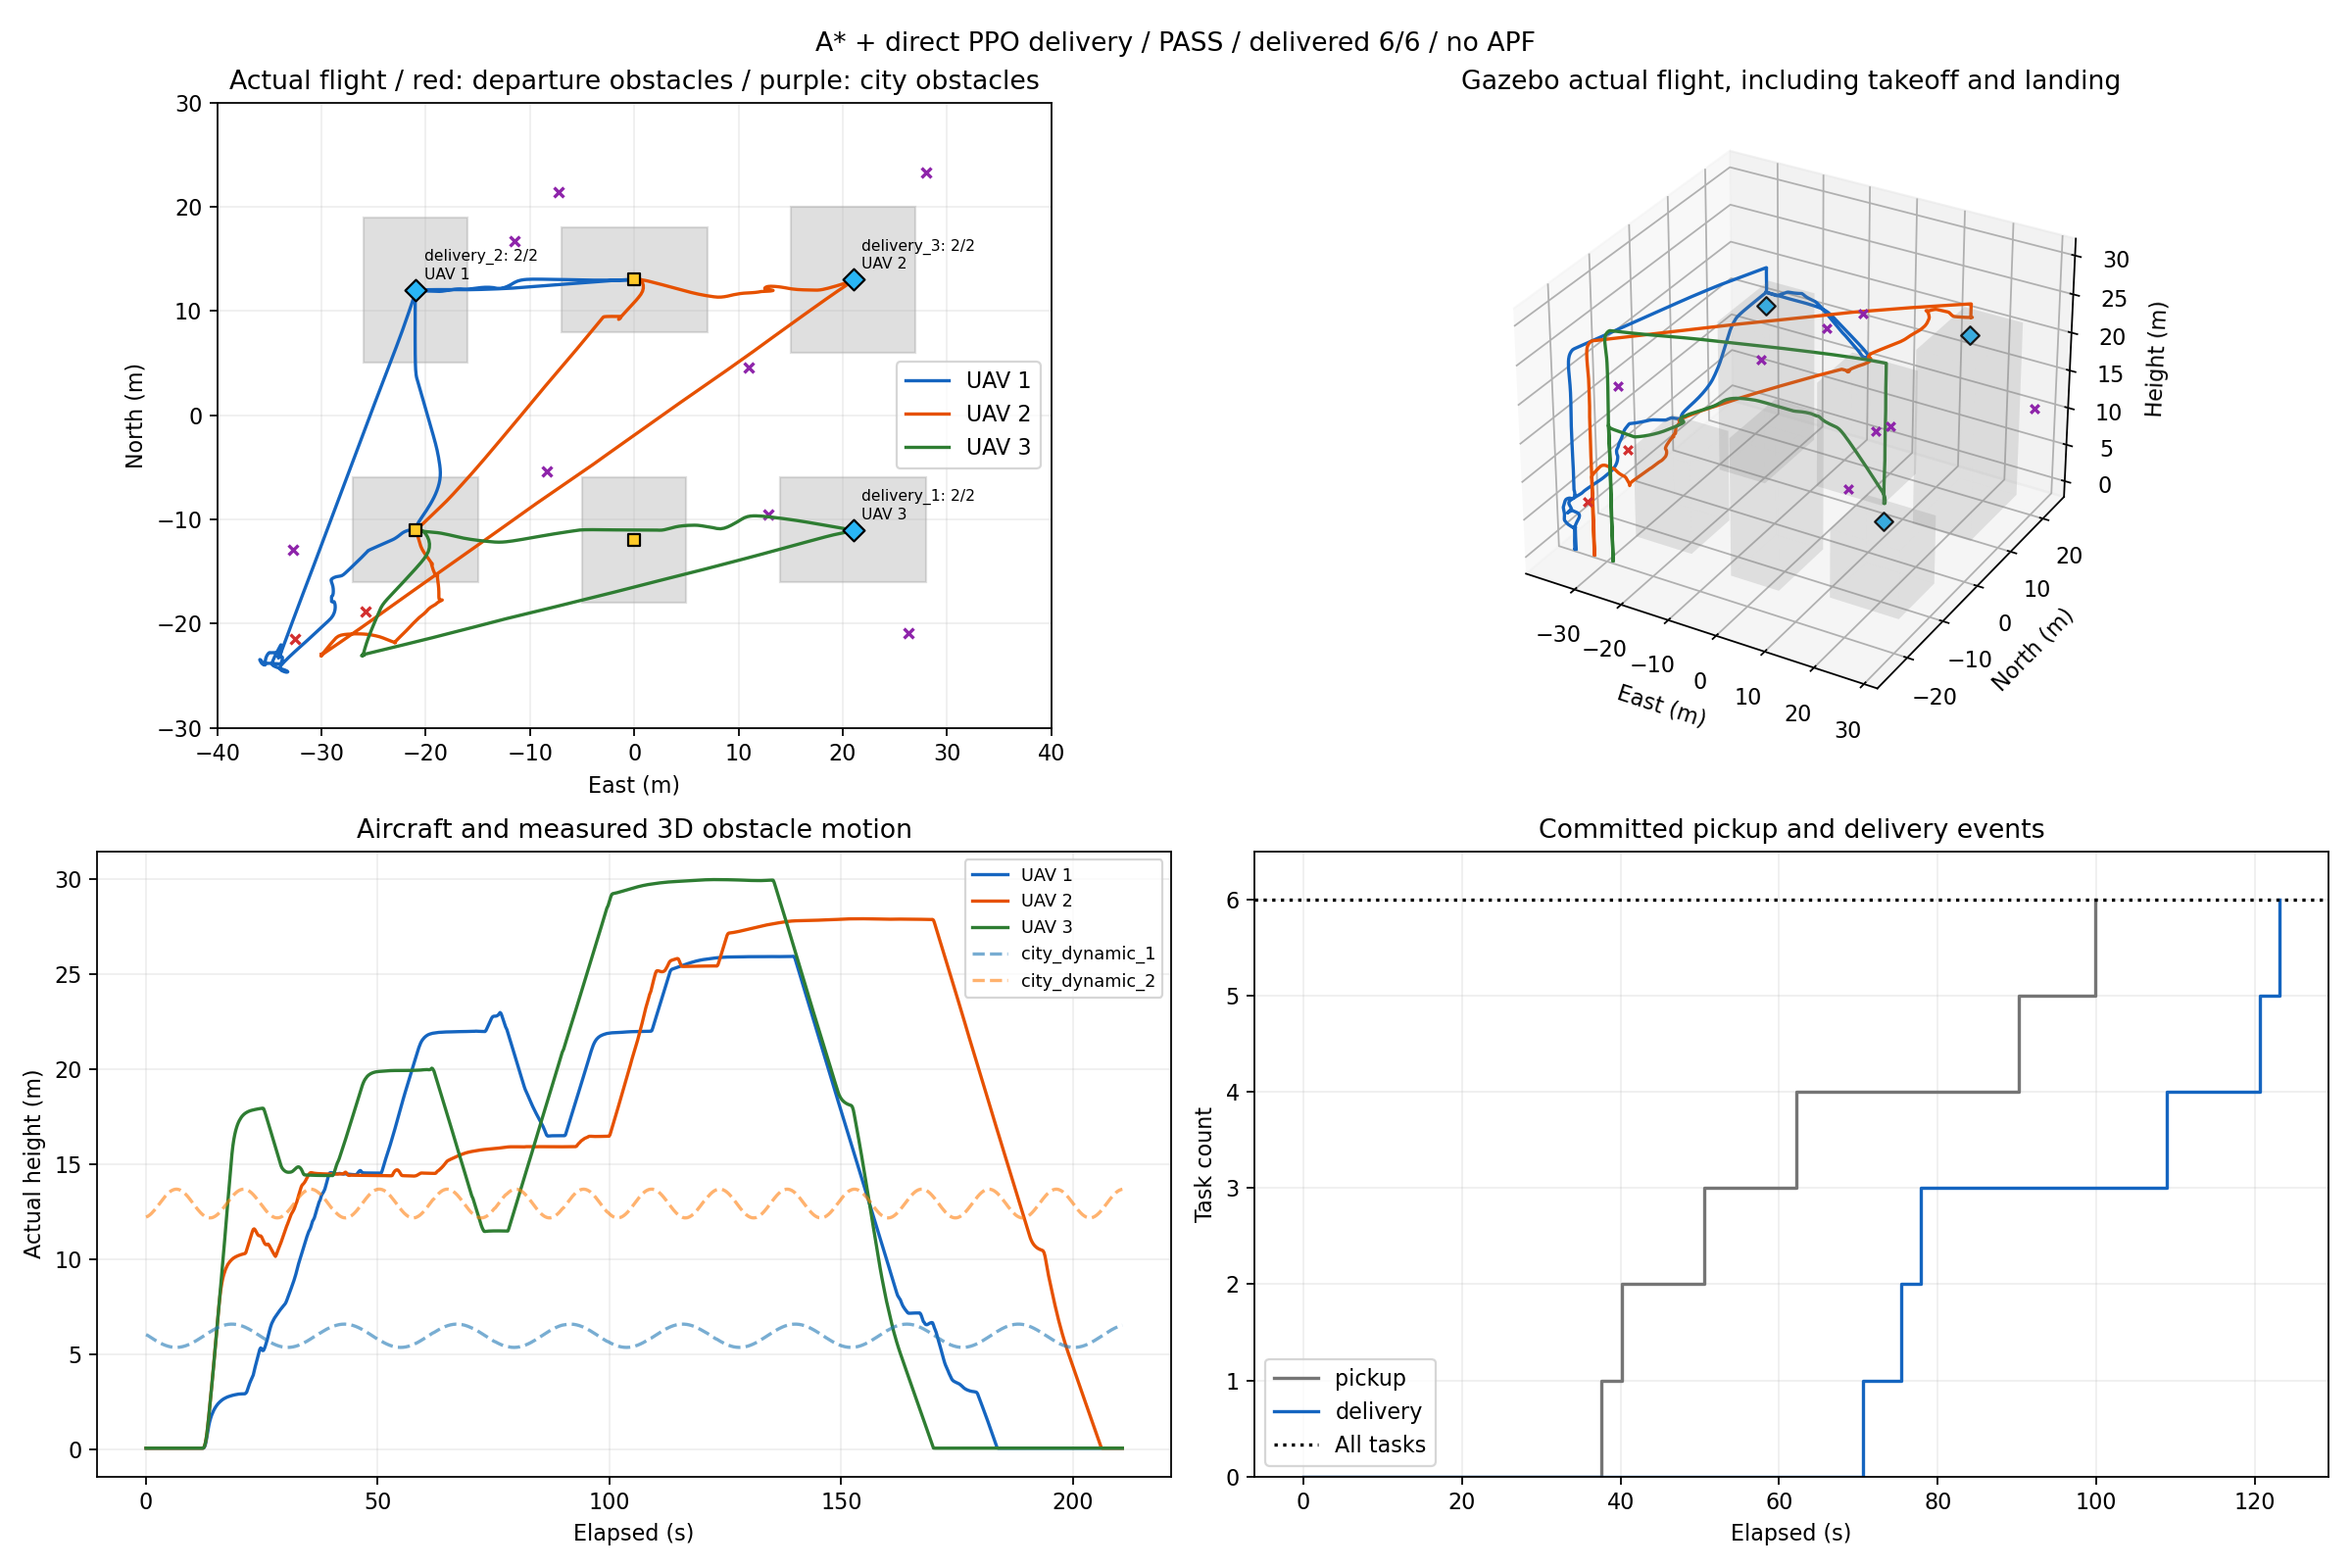 A* + direct PPO delivery / PASS / delivered 6/6 / no APF
Actual flight / red: departure obstacles / purple: city obstacles
30
20
10
0
−10
−20
−30
−40
−30
−20
−10
0
10
20
30
40
North (m)
East (m)
delivery_2: 2/2
UAV 1
delivery_3: 2/2
UAV 2
delivery_1: 2/2
UAV 3
UAV 1
UAV 2
UAV 3
Gazebo actual flight, including takeoff and landing
30
25
20
15
10
5
0
Height (m)
20
10
0
−10
−20
North (m)
−30
−20
−10
0
10
20
30
East (m)
Aircraft and measured 3D obstacle motion
30
25
20
15
10
5
0
Actual height (m)
UAV 1
UAV 2
UAV 3
city_dynamic_1
city_dynamic_2
0
50
100
150
200
Elapsed (s)
Committed pickup and delivery events
6
5
4
3
2
1
0
Task count
pickup
delivery
All tasks
0
20
40
60
80
100
120
Elapsed (s)